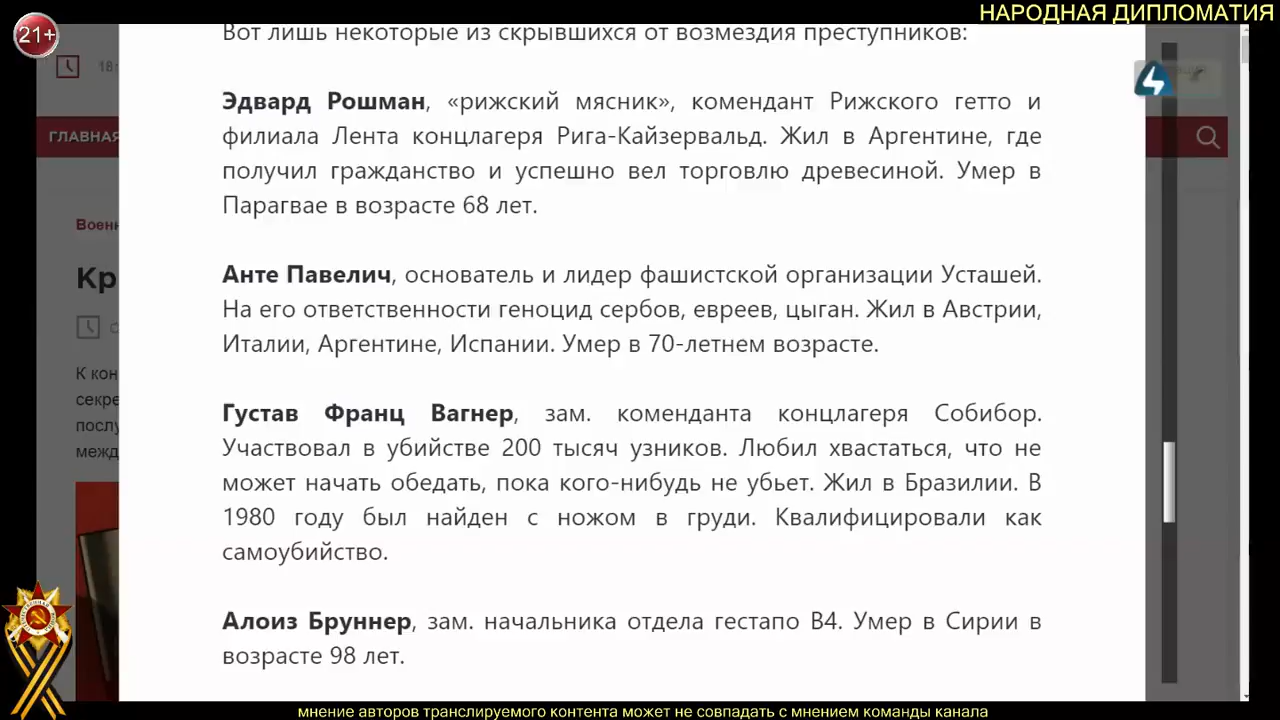 НАРОДНАЯ ДИПЛОМАТИЯ
21+
Вот лишь некоторые из скрывшихся от возмездия преступников:
18
Эдвард Рошман, «рижский мясник», комендант Рижского гетто и
ГЛАВНАЯ
филиала Лента концлагеря Рига-Кайзервальд. Жил в Аргентине, где
получил гражданство и успешно вел торговлю древесиной. Умер в
Парагвае в возрасте 68 лет.
Военн
Анте Павелич, основатель и лидер фашистской организации Усташей.
Кр
На его ответственности геноцид сербов, евреев, цыган. Жил в Австрии,
Италии, Аргентине, Испании. Умер в 70-летнем возрасте.
К кон
секре
Густав Франц Вагнер, зам. коменданта концлагеря Собибор.
послу
Участвовал в убийстве 200 тысяч узников. Любил хвастаться, что не
межд
может начать обедать, пока кого-нибудь не убьет. Жил в Бразилии. В
1980 году был найден с ножом в груди. Квалифицировали как
самоубийство.
Алоиз Бруннер, зам. начальника отдела гестапо В4. Умер в Сирии в
возрасте 98 лет.
мнение авторов транслируемого контента может не совпадать с мнением команды канала